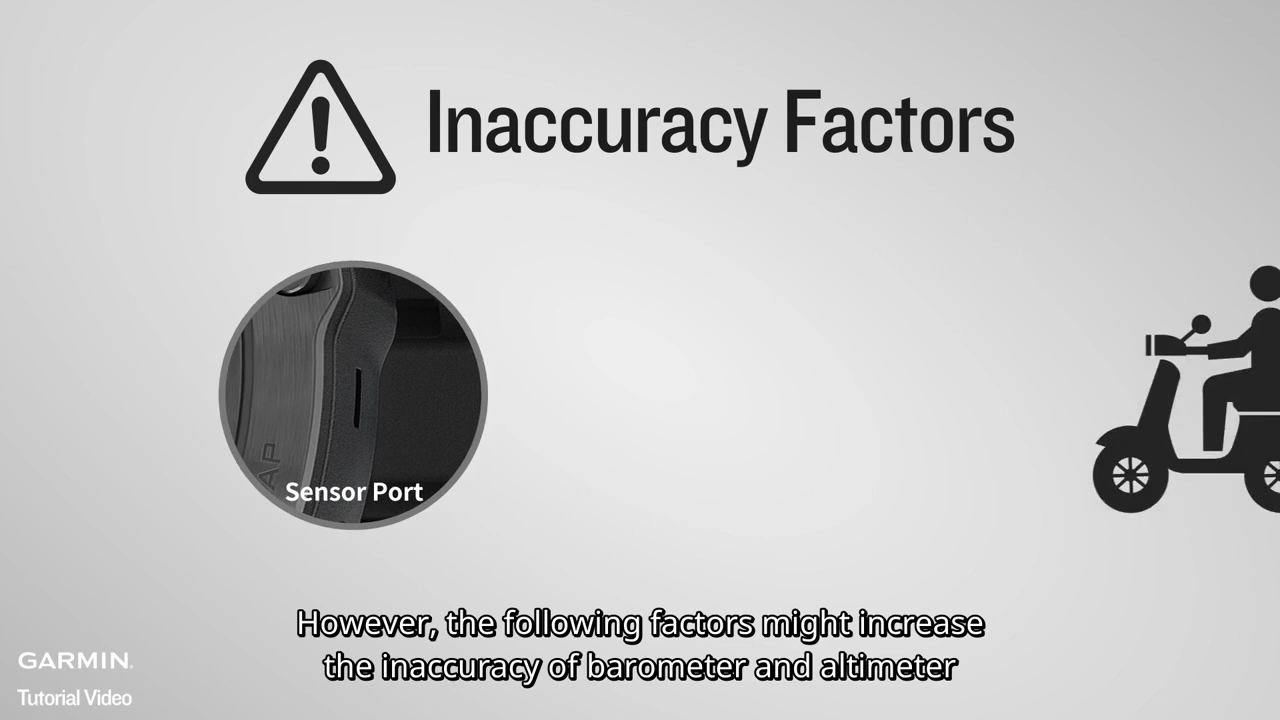 Inaccuracy Factors
AP
Sensor Port
However, the following factors might increase
the inaccuracy of barometer and altimeter
GARMIN.
Tutorial Video